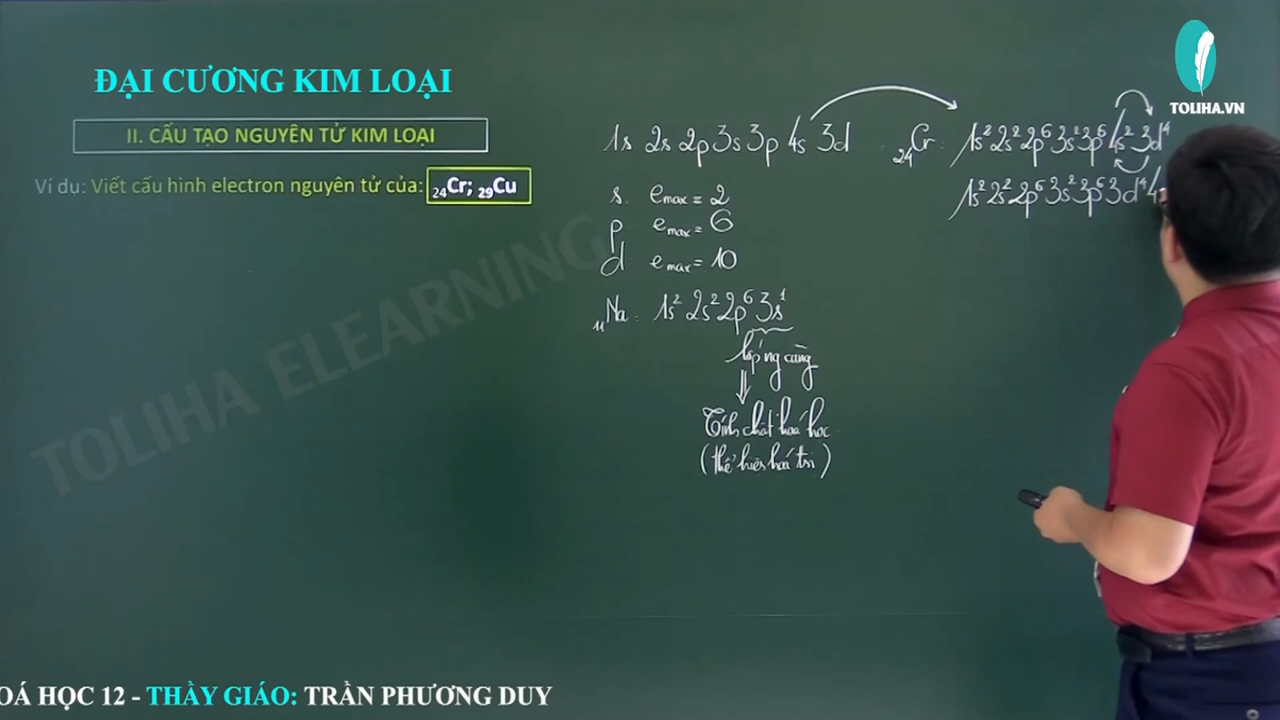 TOLIHA.VN
ĐẠI CƯƠNG KIM LOẠI
II. CẤU TẠO NGUYÊN TỬ KIM LOẠI
Ví dụ: Viết cấu hình electron nguyên tử của: ₂₄Cr; ₂₉Cu
1s 2s 2p 3s 3p 4s 3d
s. emax = 2
p emax = 6
d emax = 10
₁₁Na: 1s² 2s² 2p⁶ 3s¹
lớp ng cùng
Tính chất hoá học
(thể hiện hoá trị)
₂₄Cr: 1s² 2s² 2p⁶ 3s² 3p⁶ 4s² 3d⁴
1s² 2s² 2p⁶ 3s² 3p⁶ 3d⁴ 4
TOLIHA ELEARNING
OÁ HỌC 12 - THẦY GIÁO: TRẦN PHƯƠNG DUY